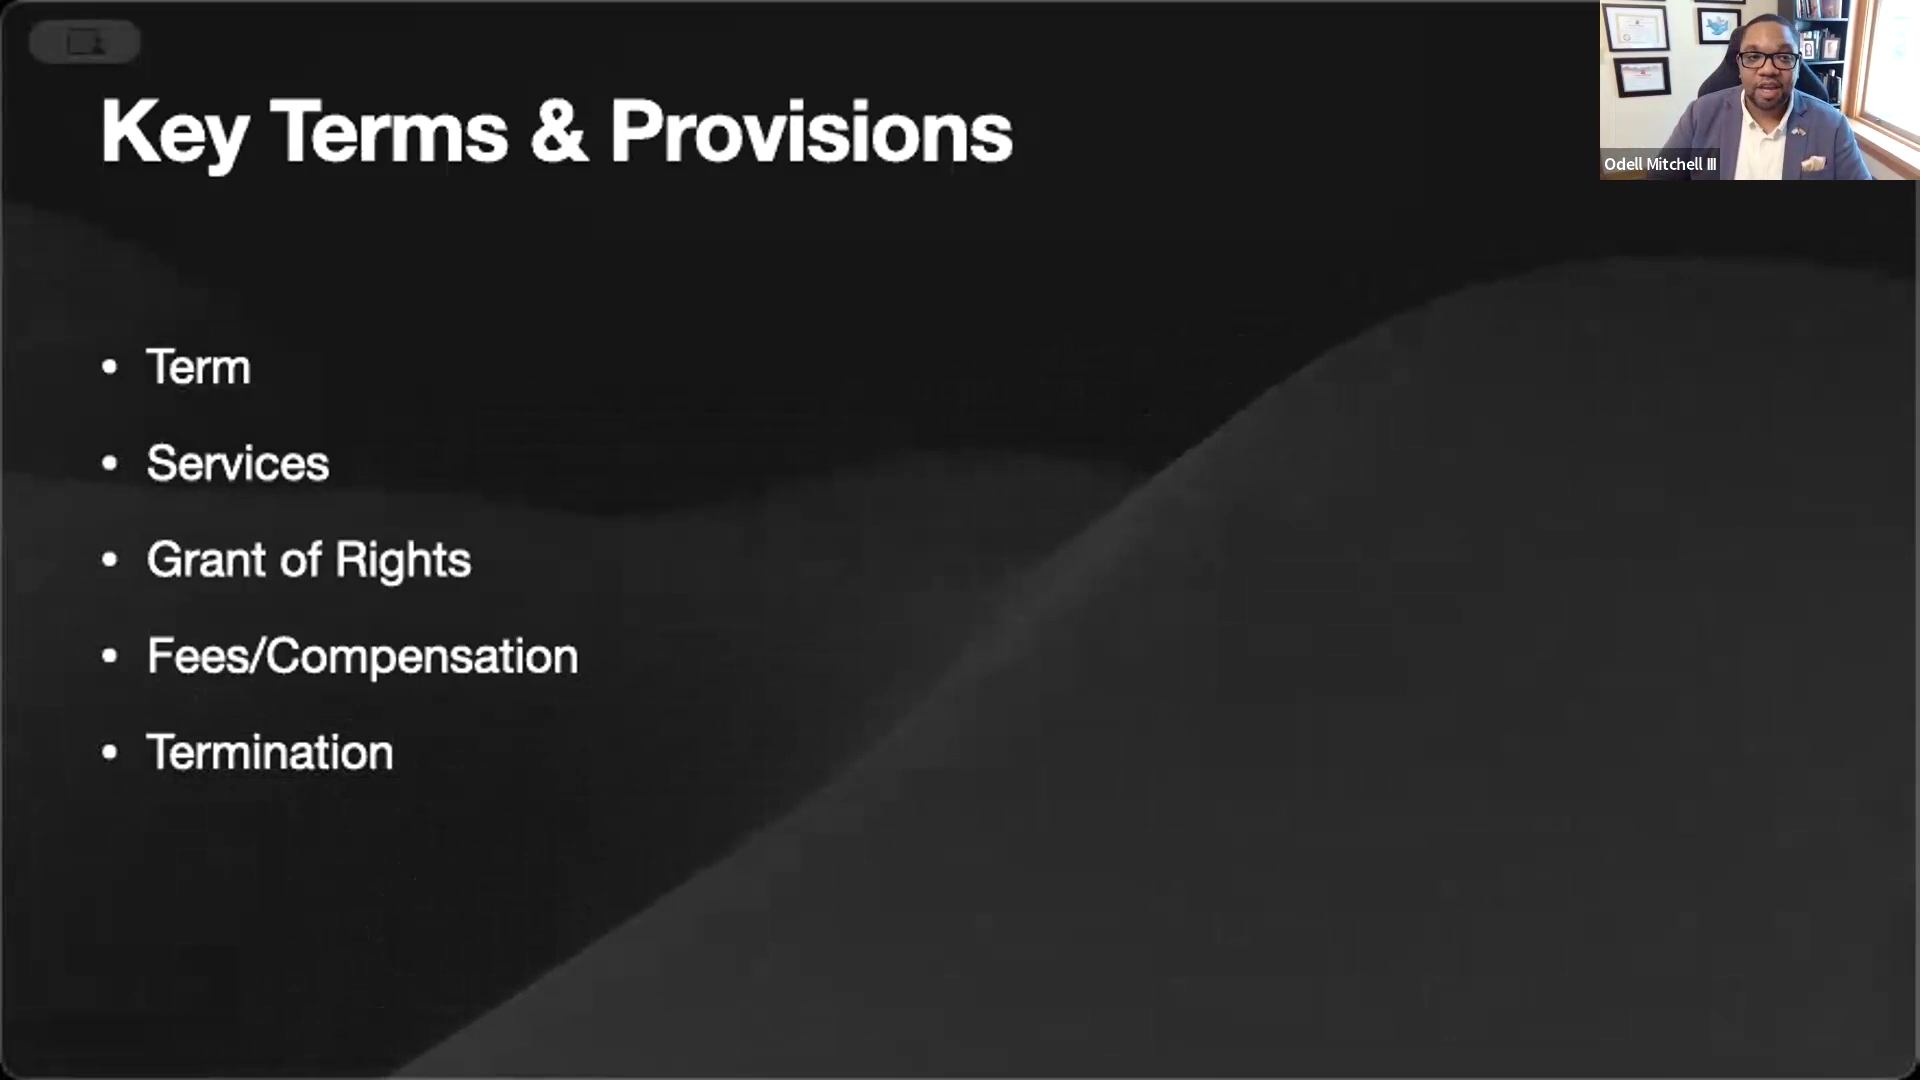 Key Terms & Provisions
Odell Mitchell III
• Term
• Services
• Grant of Rights
• Fees/Compensation
• Termination